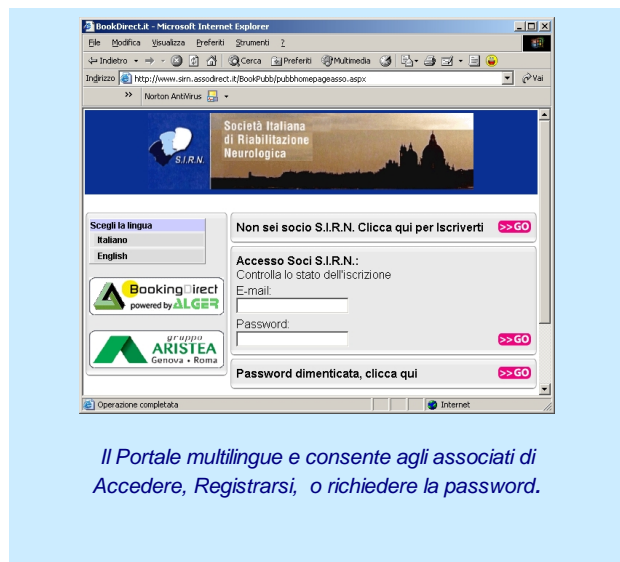 BookDirect.it - Microsoft Internet Explorer
File Modifica Visualizza Preferiti Strumenti ?
Indietro Cerca Preferiti Multimedia
Indirizzo http://www.sirn.assodirect.it/BookPubb/pubbhomepageasso.aspx Vai
» Norton AntiVirus
S.I.R.N.
Società Italiana
di Riabilitazione
Neurologica
Scegli la lingua
Italiano
English
BookingDirect
powered by ALGER
gruppo
ARISTEA
Genova • Roma
Non sei socio S.I.R.N. Clicca qui per Iscriverti >>GO
Accesso Soci S.I.R.N.:
Controlla lo stato dell'iscrizione
E-mail:
Password:
>>GO
Password dimenticata, clicca qui >>GO
Operazione completata Internet
Il Portale multilingue e consente agli associati di
Accedere, Registrarsi, o richiedere la password.